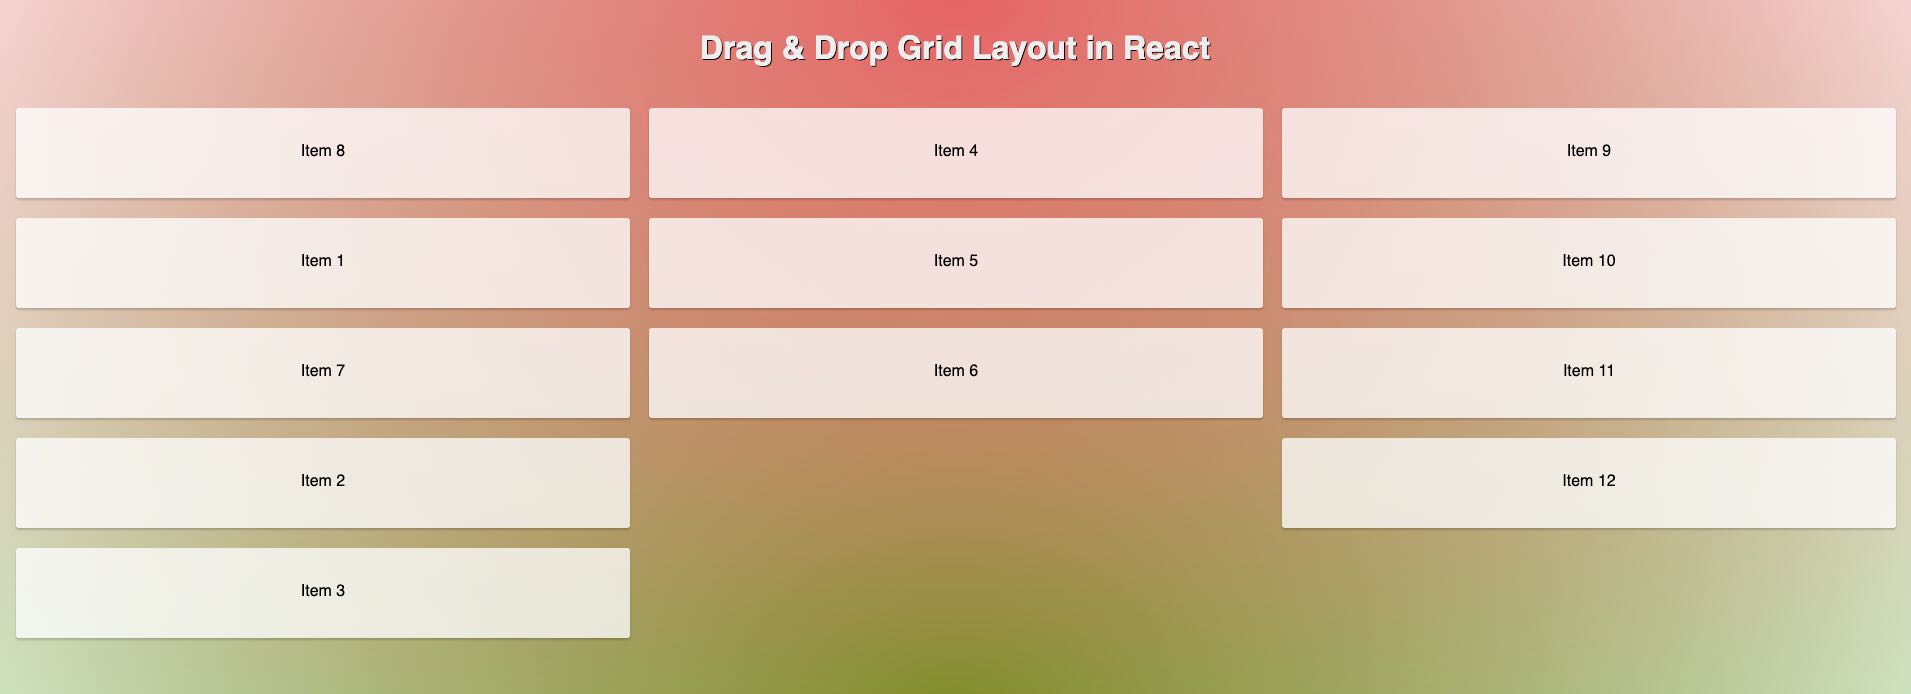 Drag & Drop Grid Layout in React
Item 8
Item 4
Item 9
Item 1
Item 5
Item 10
Item 7
Item 6
Item 11
Item 2
Item 12
Item 3